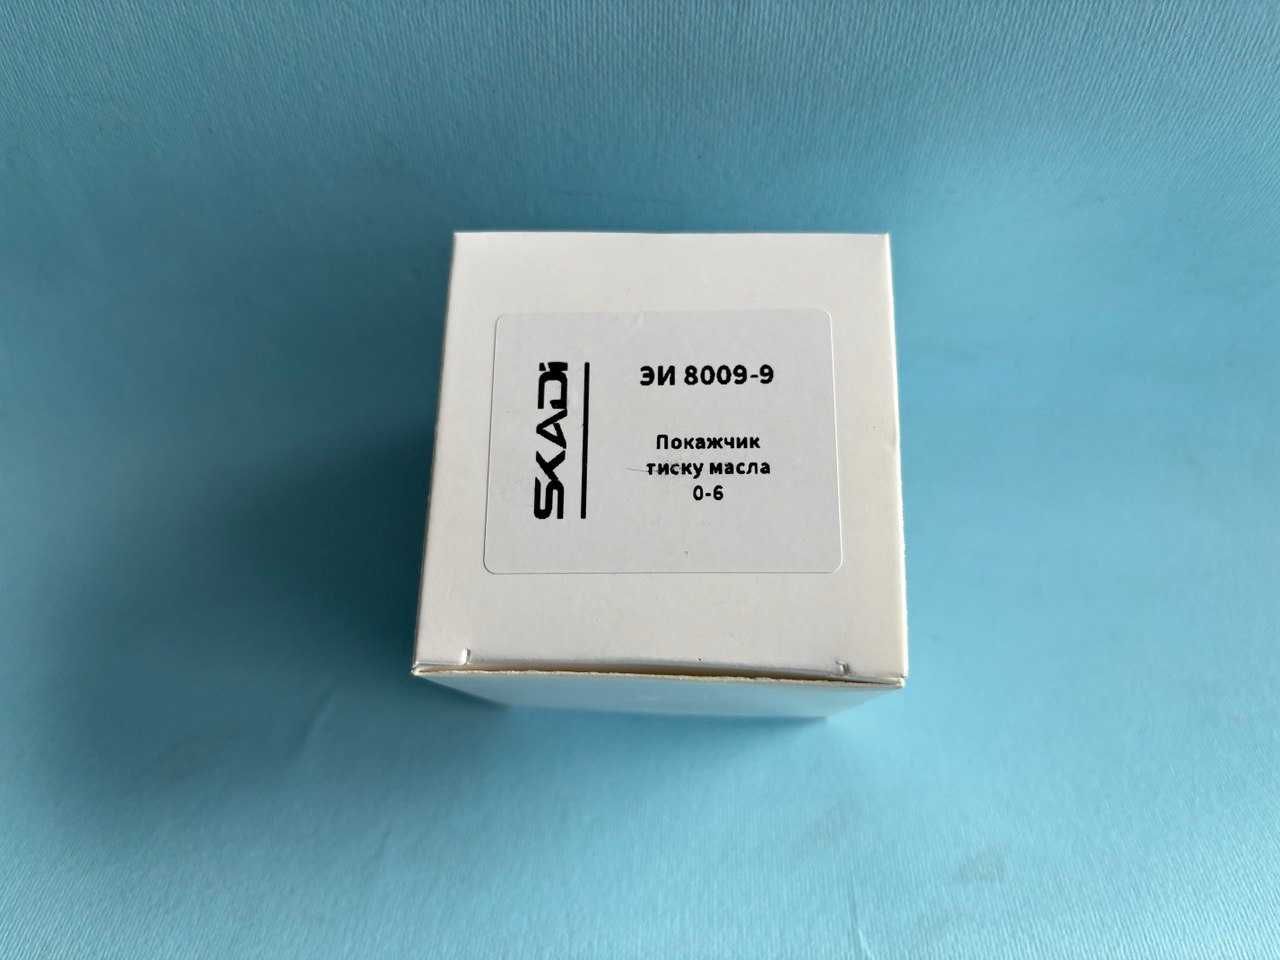 SKADI
ЭИ 8009-9
Покажчик
тиску масла
0-6